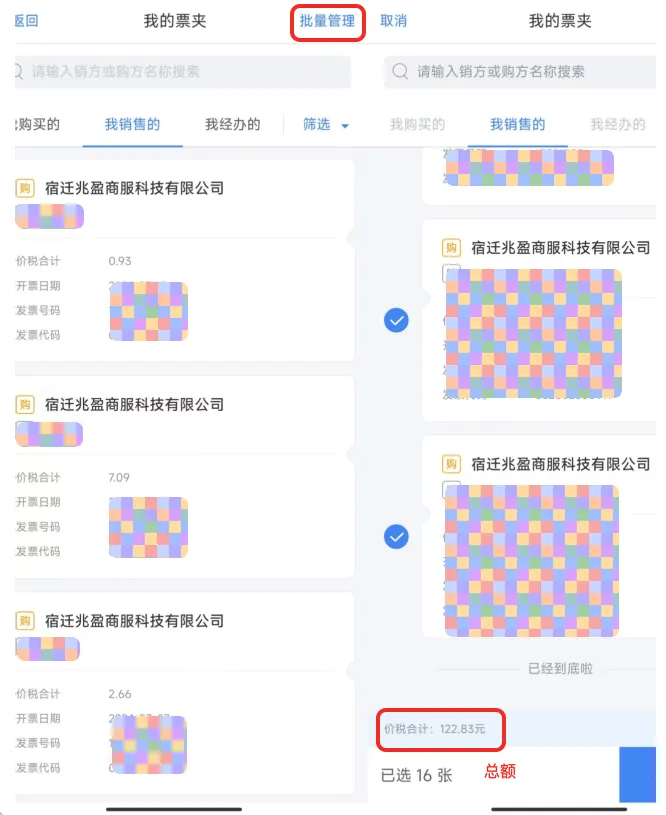 返回
我的票夹
批量管理
请输入销方或购方名称搜索
我购买的
我销售的
我经办的
筛选
购 宿迁兆盈商服科技有限公司
价税合计 0.93
开票日期
发票号码
发票代码
购 宿迁兆盈商服科技有限公司
价税合计 7.09
开票日期
发票号码
发票代码
购 宿迁兆盈商服科技有限公司
价税合计 2.66
开票日期
发票号码
发票代码
取消
我的票夹
请输入销方或购方名称搜索
我购买的
我销售的
我经办的
购 宿迁兆盈商服科技有限公司
购 宿迁兆盈商服科技有限公司
已经到底啦
价税合计：122.83元
已选 16 张
总额